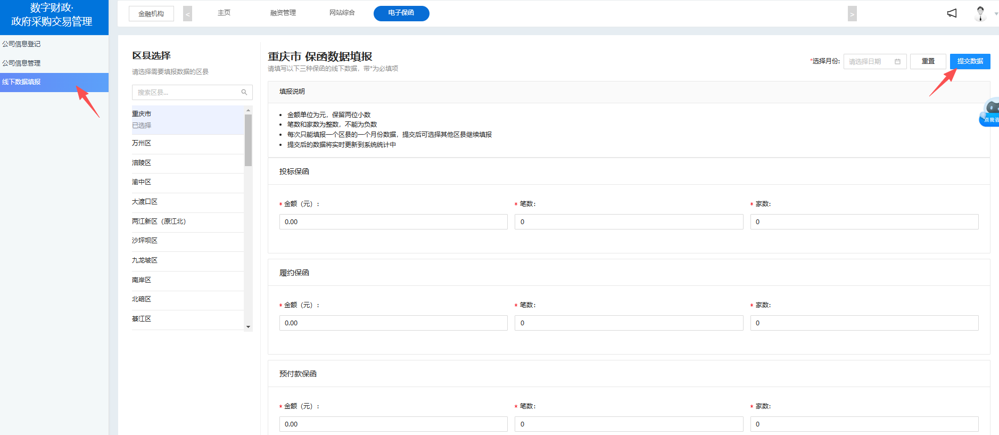 数字财政·
政府采购交易管理
金融机构
<
主页
融资管理
网站综合
电子保函
>
公司信息登记
公司信息管理
线下数据填报
区县选择
请选择需要填报数据的区县
搜索区县...
重庆市
已选择
万州区
涪陵区
渝中区
大渡口区
两江新区（原江北）
沙坪坝区
九龙坡区
南岸区
北碚区
綦江区
重庆市 保函数据填报
请填写以下三种保函的线下数据，带*为必填项
*选择月份:
请选择日期
重置
提交数据
填报说明
• 金额单位为元，保留两位小数
• 笔数和家数为整数，不能为负数
• 每次只能填报一个区县的一个月份数据，提交后可选择其他区县继续填报
• 提交后的数据将实时更新到系统统计中
点我咨
投标保函
* 金额（元）:
* 笔数:
* 家数:
0.00
0
0
履约保函
* 金额（元）:
* 笔数:
* 家数:
0.00
0
0
预付款保函
* 金额（元）:
* 笔数:
* 家数:
0.00
0
0